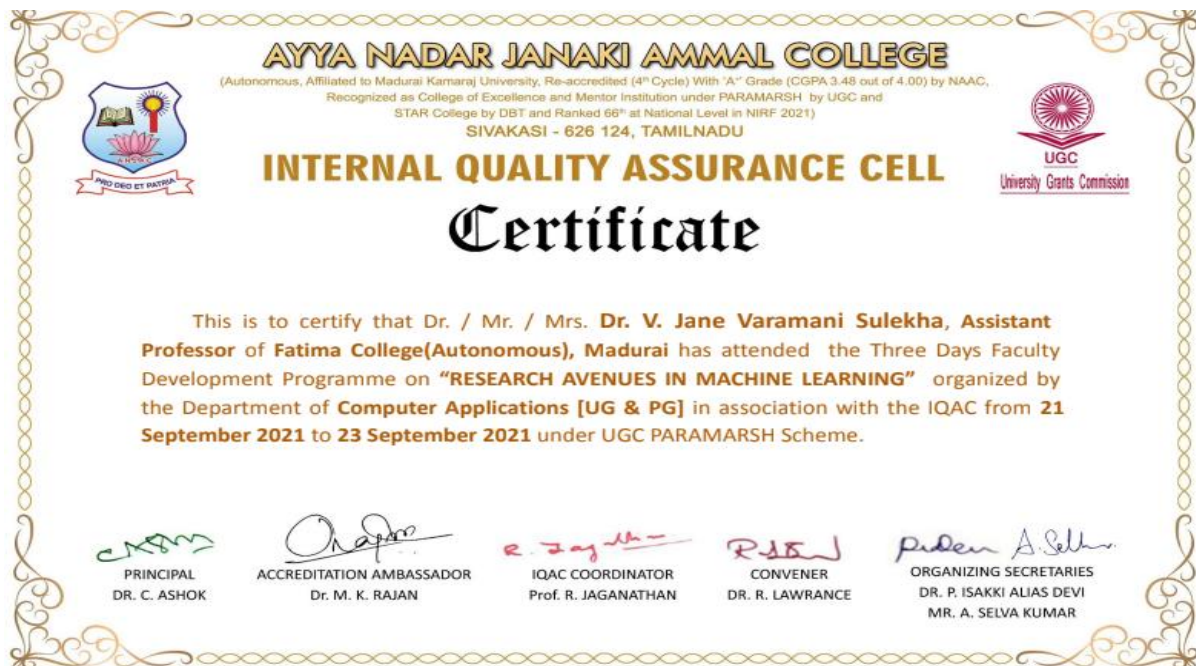 AYYA NADAR JANAKI AMMAL COLLEGE
(Autonomous, Affiliated to Madurai Kamaraj University, Re-accredited (4th Cycle) With 'A+' Grade (CGPA 3.48 out of 4.00) by NAAC,
Recognized as College of Excellence and Mentor Institution under PARAMARSH by UGC and
STAR College by DBT and Ranked 66th at National Level in NIRF 2021)
SIVAKASI - 626 124, TAMILNADU
INTERNAL QUALITY ASSURANCE CELL
ANJAC
PRO DEO ET PATRIA
UGC
University Grants Commission
Certificate
This is to certify that Dr. / Mr. / Mrs. Dr. V. Jane Varamani Sulekha, Assistant
Professor of Fatima College(Autonomous), Madurai has attended the Three Days Faculty
Development Programme on “RESEARCH AVENUES IN MACHINE LEARNING” organized by
the Department of Computer Applications [UG & PG] in association with the IQAC from 21
September 2021 to 23 September 2021 under UGC PARAMARSH Scheme.
PRINCIPAL
DR. C. ASHOK
ACCREDITATION AMBASSADOR
Dr. M. K. RAJAN
R. Jag
IQAC COORDINATOR
Prof. R. JAGANATHAN
CONVENER
DR. R. LAWRANCE
A. Sel
ORGANIZING SECRETARIES
DR. P. ISAKKI ALIAS DEVI
MR. A. SELVA KUMAR